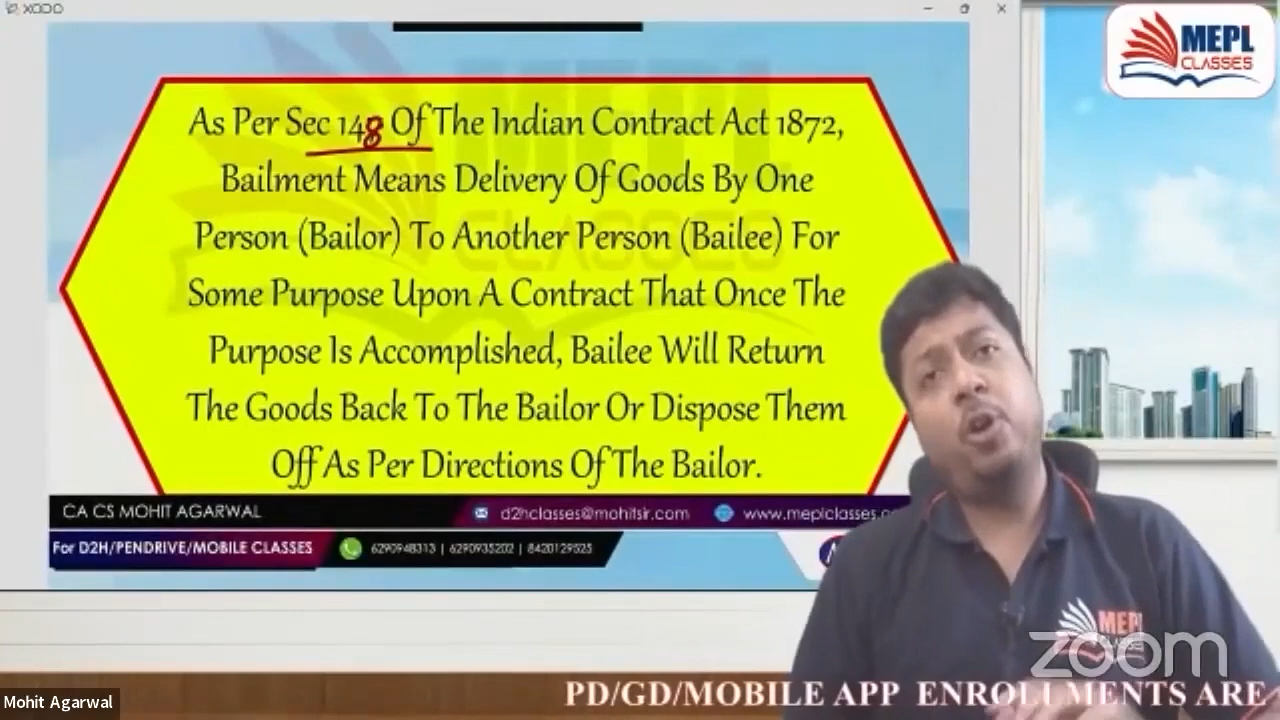 XODO
MEPL
CLASSES
As Per Sec 148 Of The Indian Contract Act 1872,
Bailment Means Delivery Of Goods By One
Person (Bailor) To Another Person (Bailee) For
Some Purpose Upon A Contract That Once The
Purpose Is Accomplished, Bailee Will Return
The Goods Back To The Bailor Or Dispose Them
Off As Per Directions Of The Bailor.
CA CS MOHIT AGARWAL
d2hclasses@mohitsir.com
www.meplclasses.co
For D2H/PENDRIVE/MOBILE CLASSES
6290948313 | 6290935202 | 8420129525
MEPL
zoom
Mohit Agarwal
PD/GD/MOBILE APP ENROLLMENTS ARE